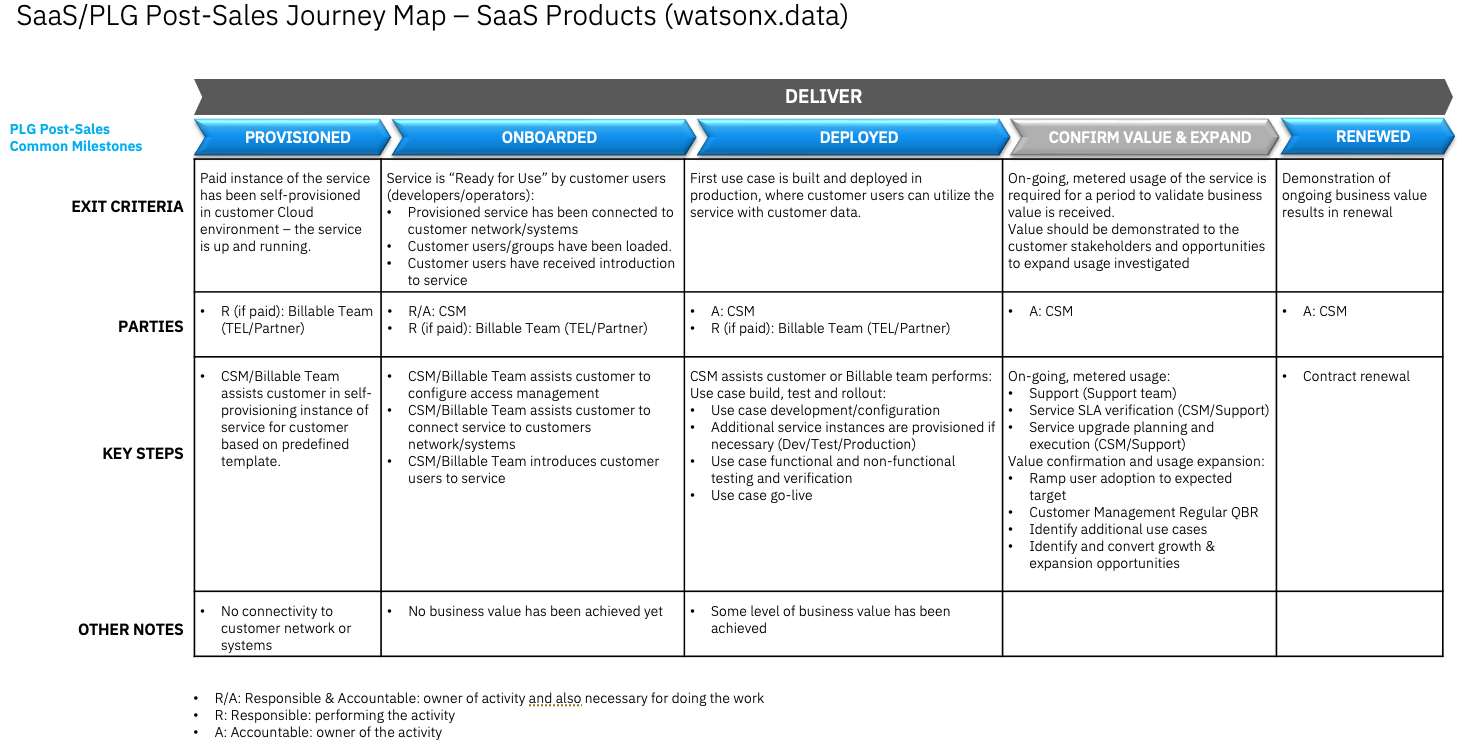 SaaS/PLG Post-Sales Journey Map – SaaS Products (watsonx.data)
DELIVER
PLG Post-Sales
Common Milestones
PROVISIONED
ONBOARDED
DEPLOYED
CONFIRM VALUE & EXPAND
RENEWED
EXIT CRITERIA
Paid instance of the service
has been self-provisioned
in customer Cloud
environment – the service
is up and running.
Service is “Ready for Use” by customer users
(developers/operators):
• Provisioned service has been connected to
customer network/systems
• Customer users/groups have been loaded.
• Customer users have received introduction
to service
First use case is built and deployed in
production, where customer users can utilize the
service with customer data.
On-going, metered usage of the service is
required for a period to validate business
value is received.
Value should be demonstrated to the
customer stakeholders and opportunities
to expand usage investigated
Demonstration of
ongoing business value
results in renewal
PARTIES
• R (if paid): Billable Team
(TEL/Partner)
• R/A: CSM
• R (if paid): Billable Team (TEL/Partner)
• A: CSM
• R (if paid): Billable Team (TEL/Partner)
• A: CSM
• A: CSM
KEY STEPS
• CSM/Billable Team
assists customer in self-
provisioning instance of
service for customer
based on predefined
template.
• CSM/Billable Team assists customer to
configure access management
• CSM/Billable Team assists customer to
connect service to customers
network/systems
• CSM/Billable Team introduces customer
users to service
CSM assists customer or Billable team performs:
Use case build, test and rollout:
• Use case development/configuration
• Additional service instances are provisioned if
necessary (Dev/Test/Production)
• Use case functional and non-functional
testing and verification
• Use case go-live
On-going, metered usage:
• Support (Support team)
• Service SLA verification (CSM/Support)
• Service upgrade planning and
execution (CSM/Support)
Value confirmation and usage expansion:
• Ramp user adoption to expected
target
• Customer Management Regular QBR
• Identify additional use cases
• Identify and convert growth &
expansion opportunities
• Contract renewal
OTHER NOTES
• No connectivity to
customer network or
systems
• No business value has been achieved yet
• Some level of business value has been
achieved
• R/A: Responsible & Accountable: owner of activity and also necessary for doing the work
• R: Responsible: performing the activity
• A: Accountable: owner of the activity